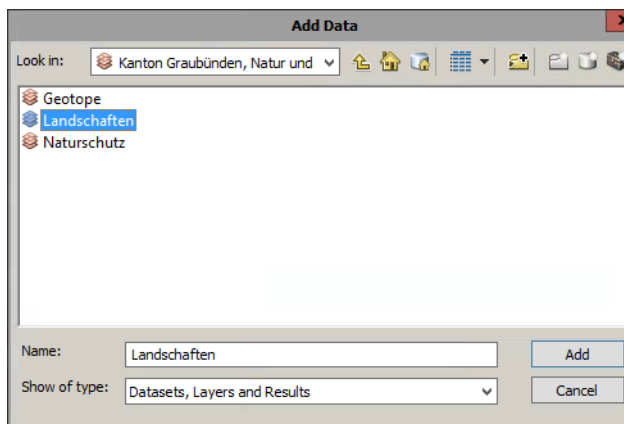 Add Data
Look in: Kanton Graubünden, Natur und
Geotope
Landschaften
Naturschutz
Name: Landschaften Add
Show of type: Datasets, Layers and Results Cancel